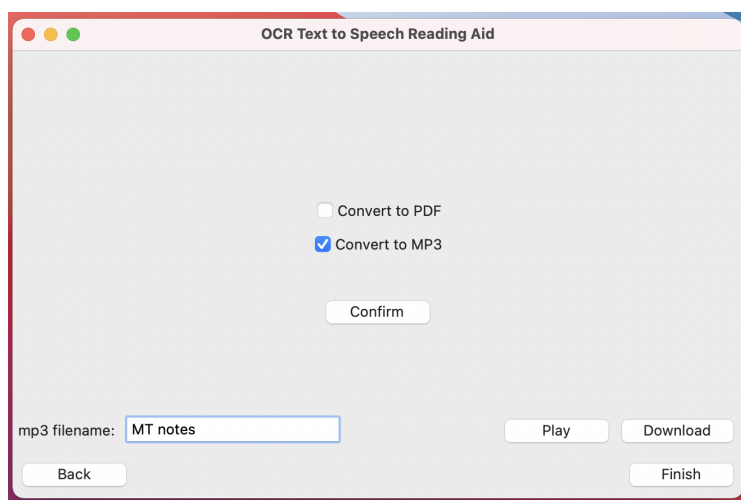 OCR Text to Speech Reading Aid
Convert to PDF
Convert to MP3
Confirm
mp3 filename: MT notes Play Download
Back Finish